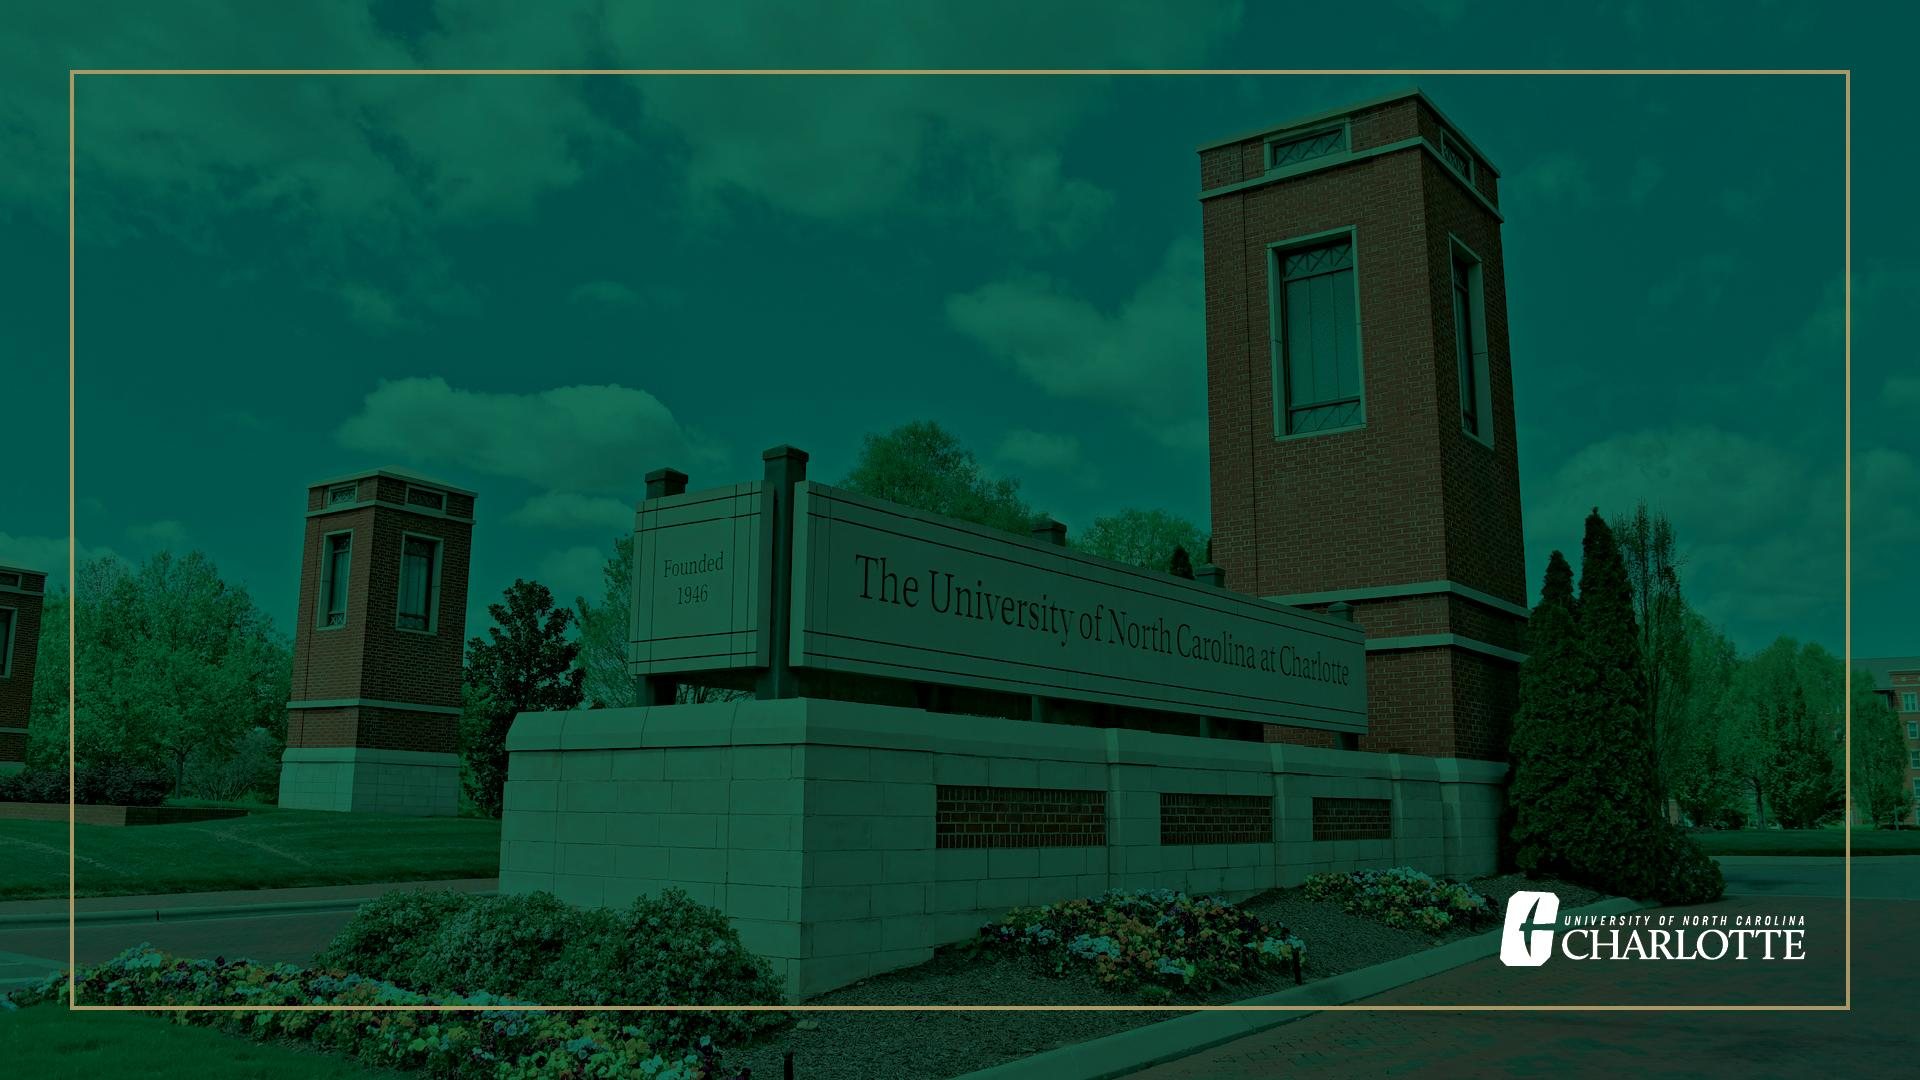 Founded
1946
The University of North Carolina at Charlotte
UNIVERSITY OF NORTH CAROLINA
CHARLOTTE